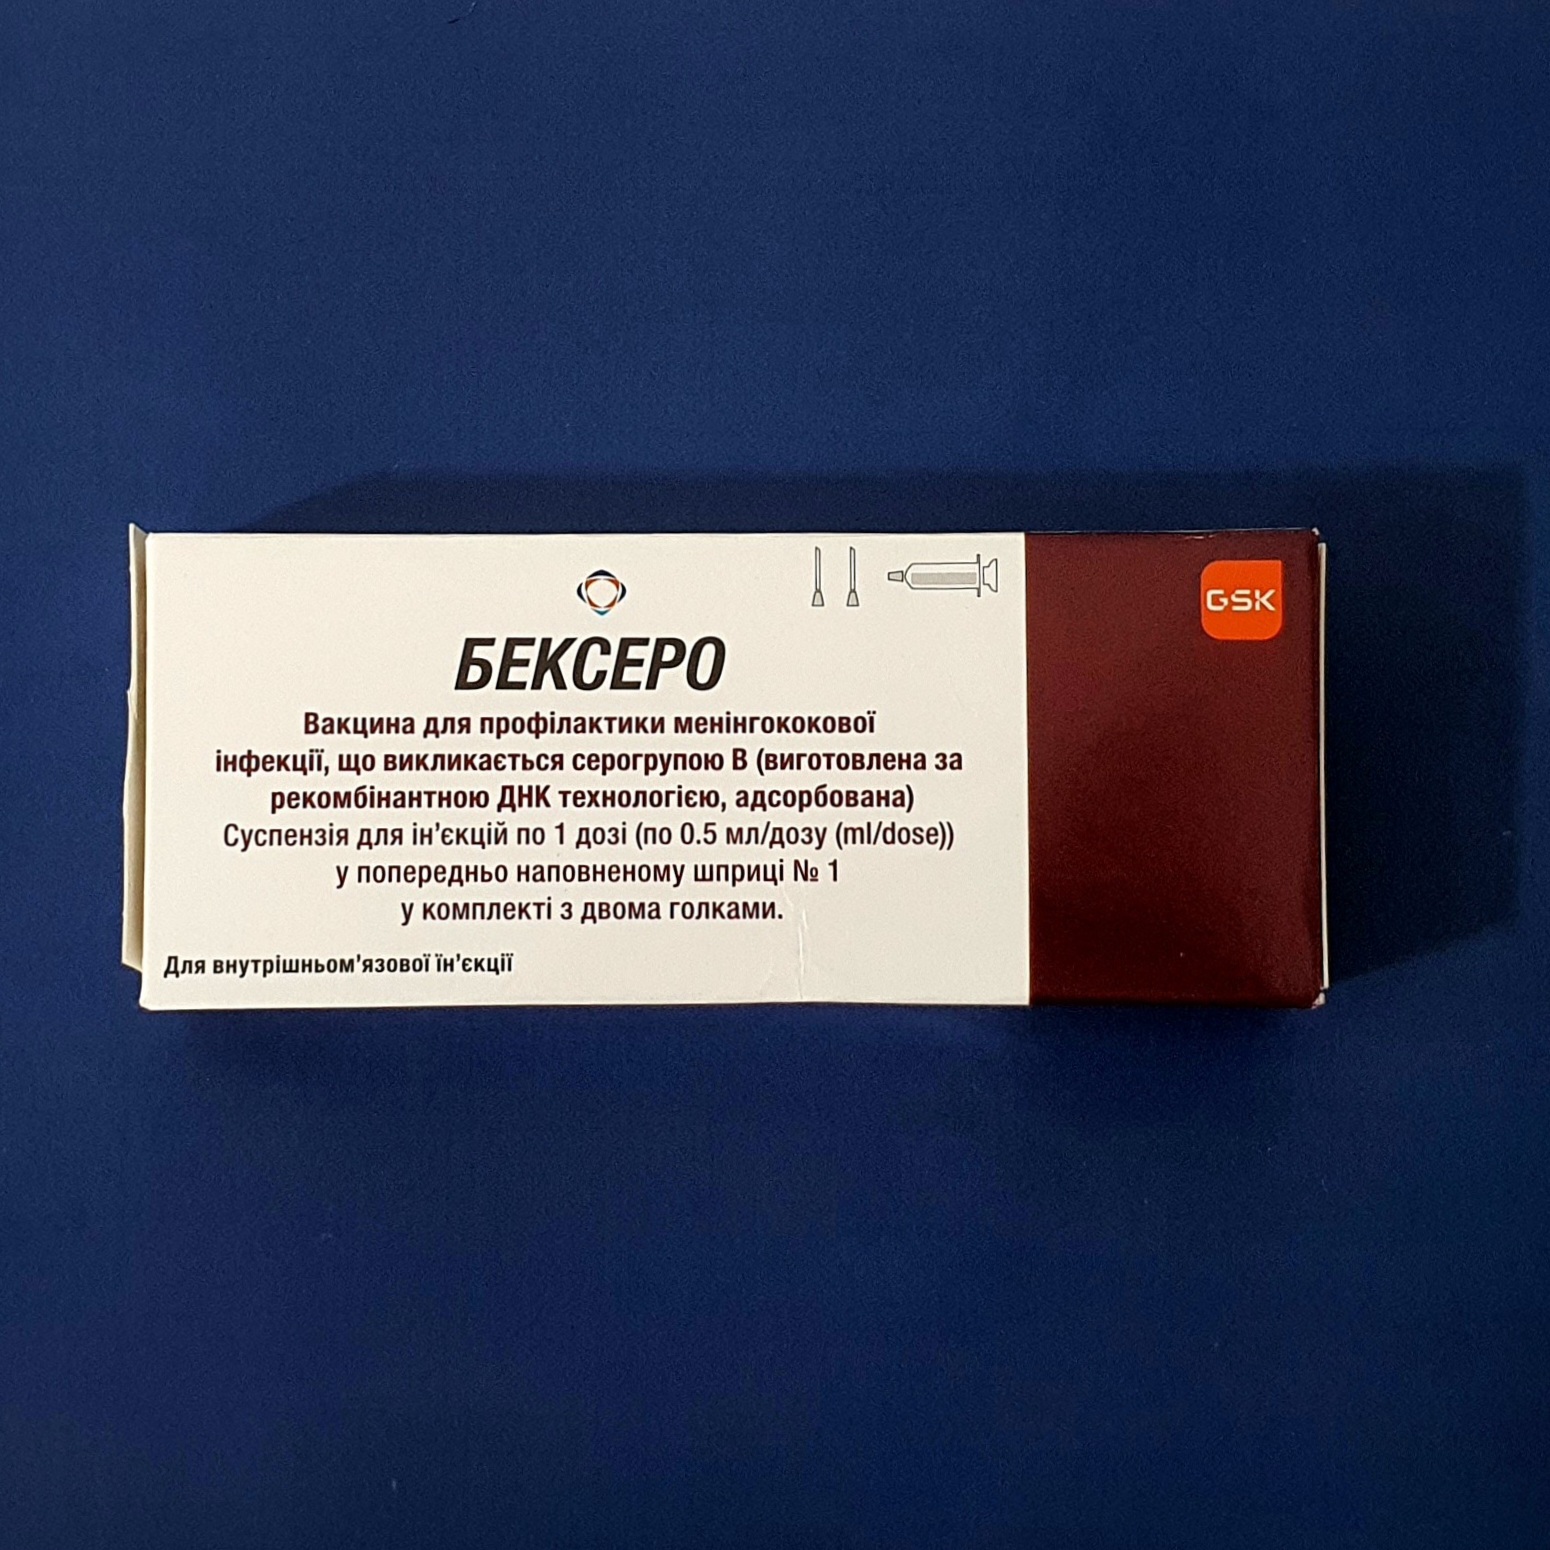 GSK
БЕКСЕРО
Вакцина для профілактики менінгококової
інфекції, що викликається серогрупою В (виготовлена за
рекомбінантною ДНК технологією, адсорбована)
Суспензія для ін’єкцій по 1 дозі (по 0.5 мл/дозу (ml/dose))
у попередньо наповненому шприці № 1
у комплекті з двома голками.
Для внутрішньом’язової їн’єкції